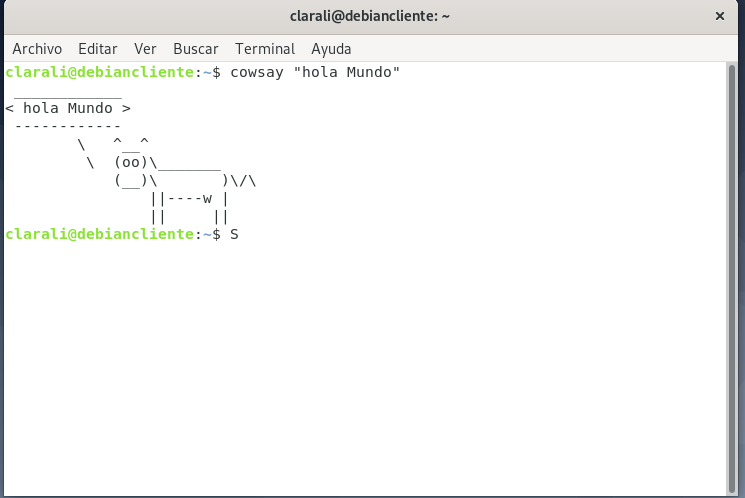 clarali@debiancliente: ~
Archivo Editar Ver Buscar Terminal Ayuda
clarali@debiancliente:~$ cowsay "hola Mundo"
 ____________
< hola Mundo >
 ------------
        \   ^__^
         \  (oo)\_______
            (__)\       )\/\
                ||----w |
                ||     ||
clarali@debiancliente:~$ S